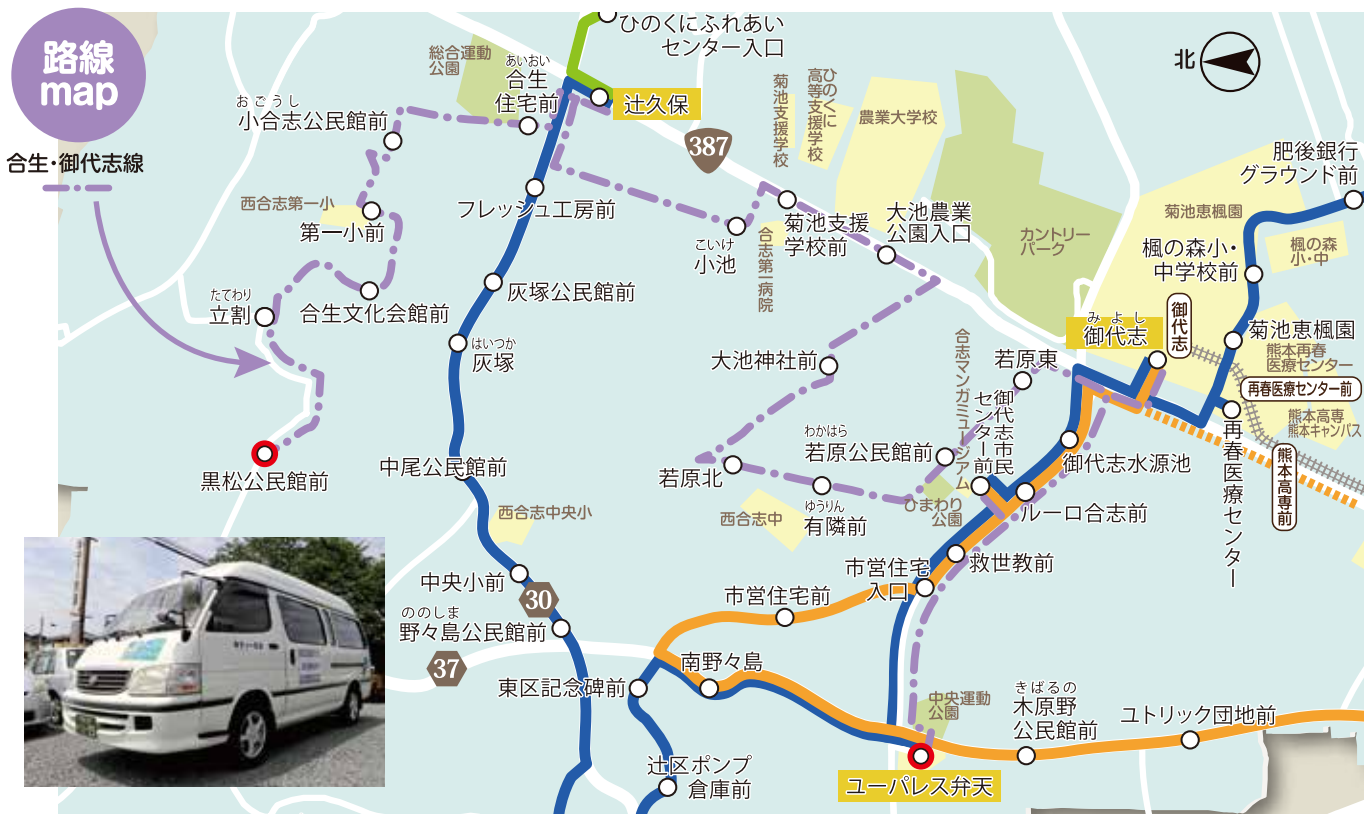 路線
map
合生・御代志線
北
ひのくにふれあい
センター入口
総合運動
公園
あいおい
合生
住宅前
辻久保
おごうし
小合志公民館前
387
菊池支援学校
ひのくに
高等支援学校
農業大学校
肥後銀行
グラウンド前
西合志第一小
第一小前
フレッシュ工房前
菊池支援
学校前
大池農業
公園入口
カントリー
パーク
菊池恵楓園
楓の森小・
中学校前
楓の森
小・中
こいけ
小池
合志第一病院
たてわり
立割
合生文化会館前
灰塚公民館前
はいつか
灰塚
みよし
御代志
御代志
菊池恵楓園
熊本再春
医療センター
再春医療センター前
熊本高専
熊本キャンパス
再春医療センター
熊本高専前
大池神社前
若原東
合志マンガミュージアム
御代志市民
センター前
わかはら
若原公民館前
御代志水源池
黒松公民館前
中尾公民館前
若原北
ゆうりん
有隣前
ひまわり
公園
ルーロ合志前
西合志中央小
西合志中
中央小前
30
市営住宅
入口
救世教前
市営住宅前
ののしま
野々島公民館前
37
東区記念碑前
南野々島
中央運動
公園
きばるの
木原野
公民館前
ユトリック団地前
辻区ポンプ
倉庫前
ユーパレス弁天